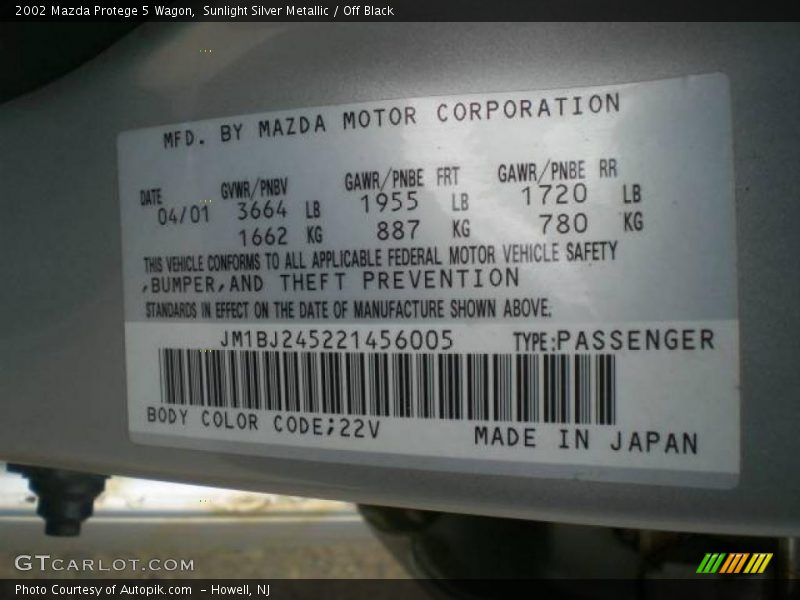 2002 Mazda Protege 5 Wagon,  Sunlight Silver Metallic / Off Black
MFD. BY MAZDA MOTOR CORPORATION
DATE GVWR/PNBV GAWR/PNBE FRT GAWR/PNBE RR
04/01 3664 LB 1955 LB 1720 LB
1662 KG 887 KG 780 KG
THIS VEHICLE CONFORMS TO ALL APPLICABLE FEDERAL MOTOR VEHICLE SAFETY
,BUMPER,AND THEFT PREVENTION
STANDARDS IN EFFECT ON THE DATE OF MANUFACTURE SHOWN ABOVE.
JM1BJ245221456005 TYPE:PASSENGER
BODY COLOR CODE;22V MADE IN JAPAN
GTCARLOT.COM
Photo Courtesy of Autopik.com  – Howell, NJ